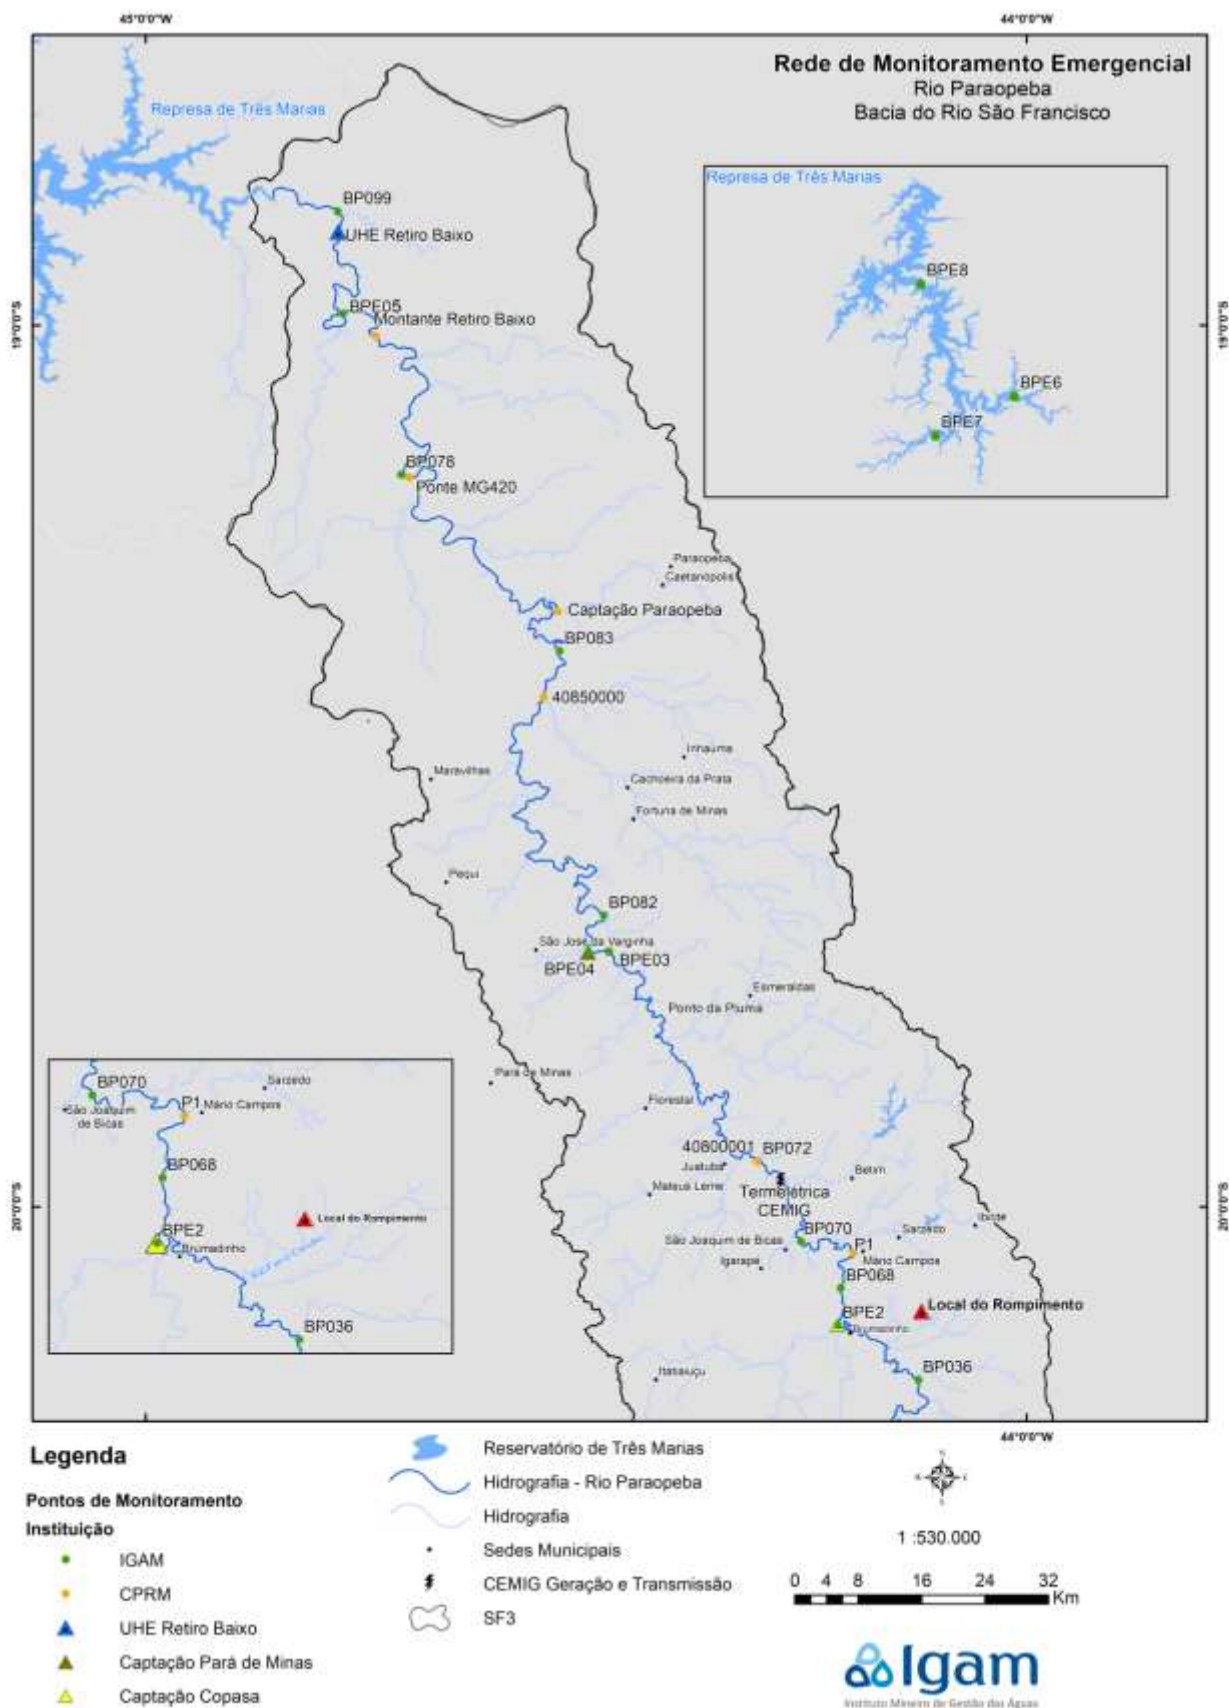 45°0'0"W
44°0'0"W
Rede de Monitoramento Emergencial
Rio Paraopeba
Bacia do Rio São Francisco
Represa de Três Marias
Represa de Três Marias
BPE8
BPE6
BPE7
BP099
UHE Retiro Baixo
BPE05
Montante Retiro Baixo
19°0'0"S
19°0'0"S
BP078
Ponte MG420
Paraopeba
Caetanópolis
Captação Paraopeba
BP083
40850000
Inhaúma
Maravilhas
Cachoeira da Prata
Fortuna de Minas
Pequi
BP082
São José da Varginha
BPE04
BPE03
Esmeraldas
Ponto da Pluma
Pará de Minas
Florestal
40800001
BP072
Juatuba
Betim
Mateus Leme
Termelétrica
CEMIG
Ibirité
BP070
Sarzedo
São Joaquim de Bicas
P1
Mário Campos
Igarapé
BP068
Local do Rompimento
BPE2
Brumadinho
BP036
Itatiaiuçu
20°0'0"S
20°0'0"S
BP070
Sarzedo
P1
Mário Campos
São Joaquim
de Bicas
BP068
Local do Rompimento
BPE2
Brumadinho
BP036
44°0'0"W
Legenda
Pontos de Monitoramento
Instituição
IGAM
CPRM
UHE Retiro Baixo
Captação Pará de Minas
Captação Copasa
Reservatório de Três Marias
Hidrografia - Rio Paraopeba
Hidrografia
Sedes Municipais
CEMIG Geração e Transmissão
SF3
N
S
1 :530.000
0 4 8 16 24 32
Km
Igam
Instituto Mineiro de Gestão das Águas